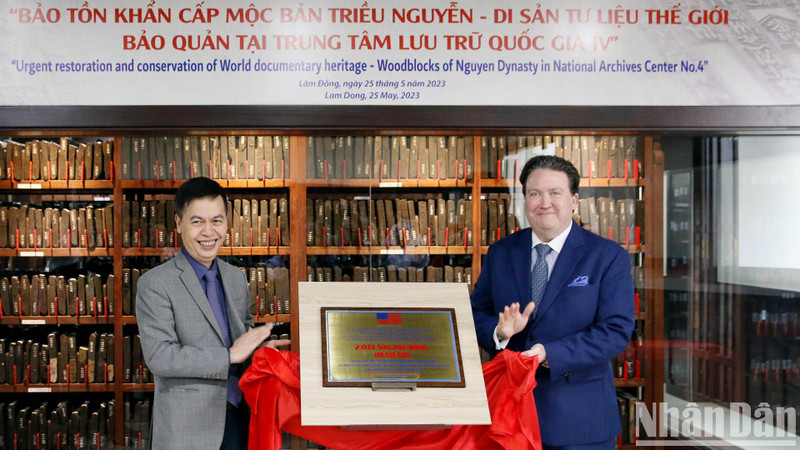 “BẢO TỒN KHẨN CẤP MỘC BẢN TRIỀU NGUYỄN - DI SẢN TƯ LIỆU THẾ GIỚI
BẢO QUẢN TẠI TRUNG TÂM LƯU TRỮ QUỐC GIA IV”
“Urgent restoration and conservation of World documentary heritage - Woodblocks of Nguyen Dynasty in National Archives Center No.4”
Lâm Đồng, ngày 25 tháng 5 năm 2023
Lam Dong, 25 May, 2023
NhânDân